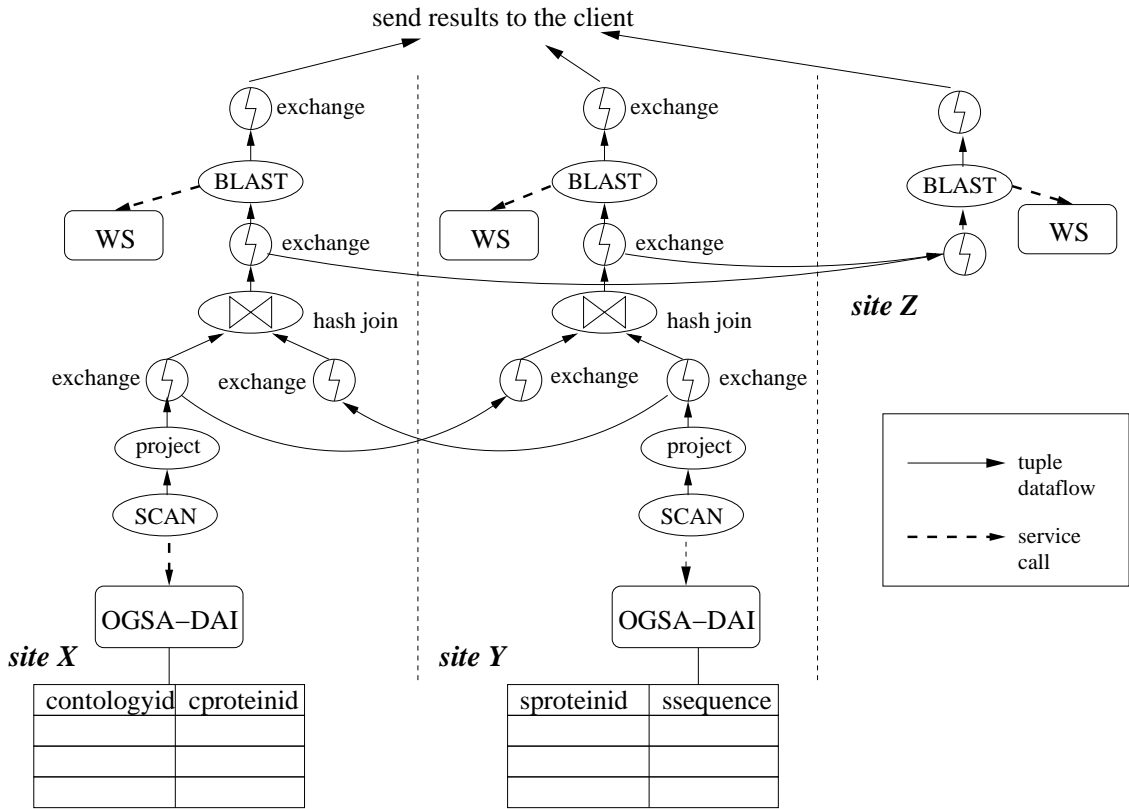 send results to the client
exchange
exchange
BLAST
BLAST
BLAST
WS
WS
WS
exchange
exchange
site Z
hash join
hash join
exchange
exchange
exchange
exchange
project
project
SCAN
SCAN
tuple
dataflow
service
call
OGSA–DAI
OGSA–DAI
site X
site Y
contologyid cproteinid
sproteinid ssequence